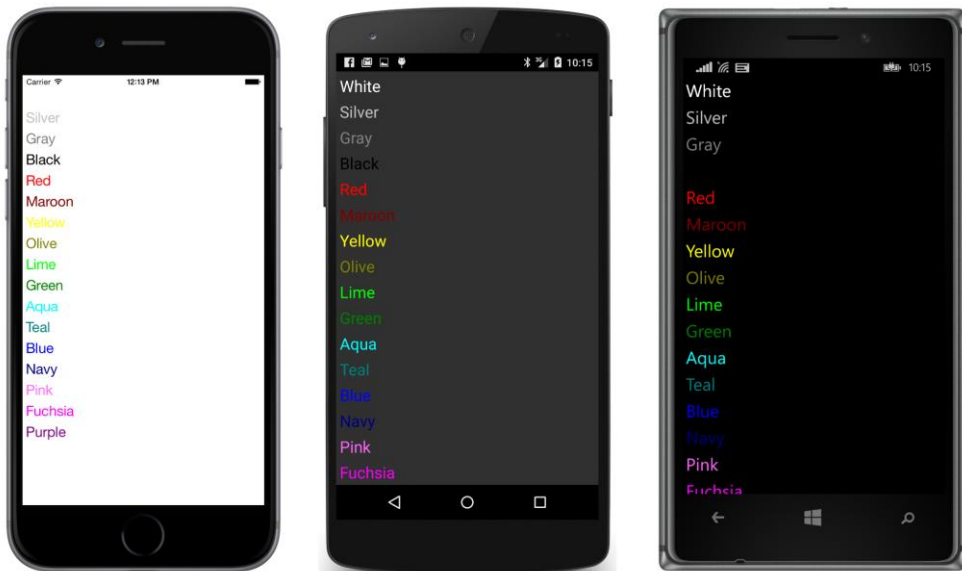 Carrier 12:13 PM
Silver
Gray
Black
Red
Maroon
Yellow
Olive
Lime
Green
Aqua
Teal
Blue
Navy
Pink
Fuchsia
Purple
10:15
White
Silver
Gray
Black
Red
Maroon
Yellow
Olive
Lime
Green
Aqua
Teal
Blue
Navy
Pink
Fuchsia
10:15
White
Silver
Gray
Red
Maroon
Yellow
Olive
Lime
Green
Aqua
Teal
Blue
Navy
Pink
Fuchsia